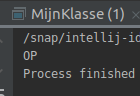 MijnKlasse (1)
/snap/intellij-id
OP
Process finished